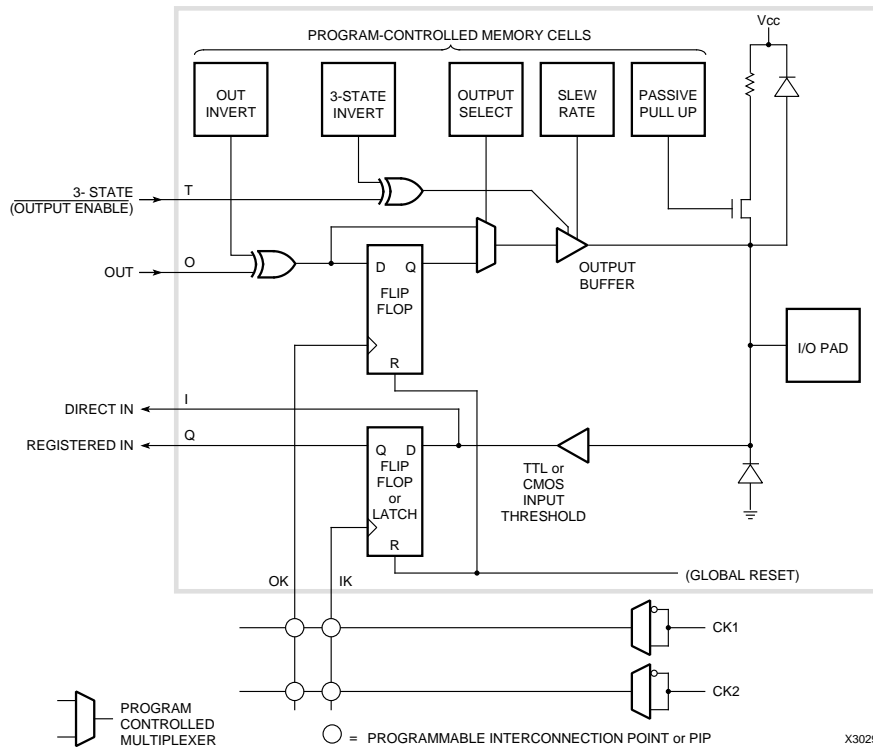 Vcc
PROGRAM-CONTROLLED MEMORY CELLS
OUT
INVERT
3-STATE
INVERT
OUTPUT
SELECT
SLEW
RATE
PASSIVE
PULL UP
3- STATE
(OUTPUT ENABLE)
T
OUT
O
D
Q
FLIP
FLOP
R
OUTPUT
BUFFER
I/O PAD
DIRECT IN
I
REGISTERED IN
Q
Q
D
FLIP
FLOP
or
LATCH
R
TTL or
CMOS
INPUT
THRESHOLD
OK
IK
(GLOBAL RESET)
CK1
CK2
PROGRAM
CONTROLLED
MULTIPLEXER
= PROGRAMMABLE INTERCONNECTION POINT or PIP